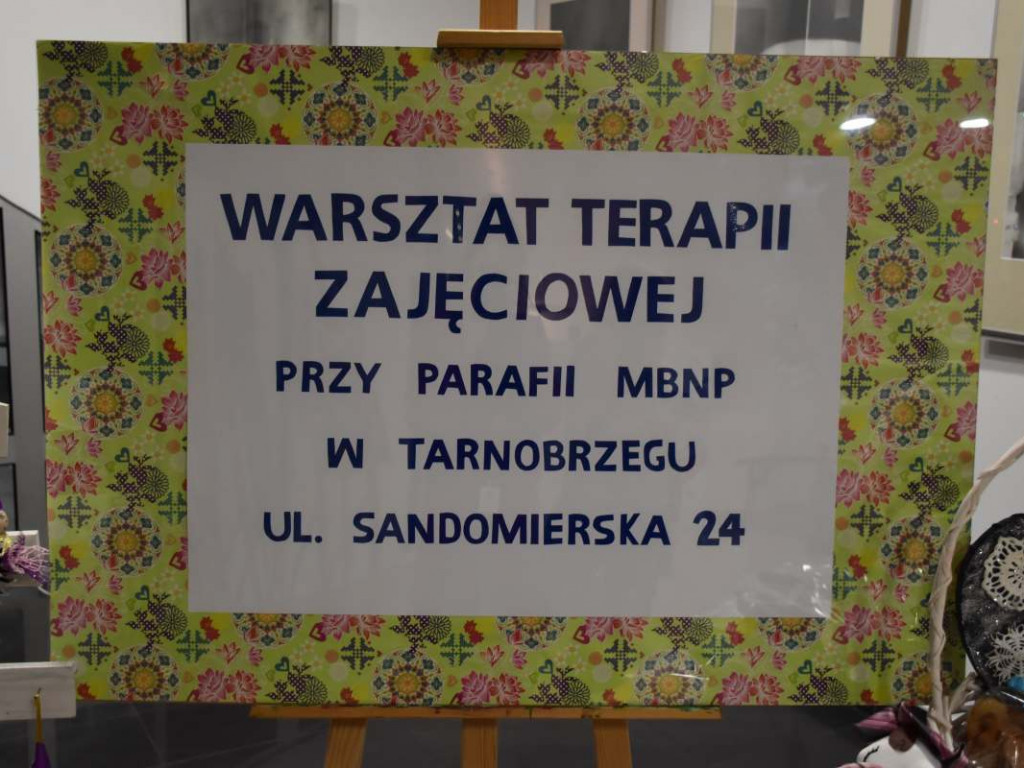 WARSZTAT TERAPII
ZAJĘCIOWEJ
PRZY PARAFII MBNP
W TARNOBRZEGU
UL. SANDOMIERSKA 24